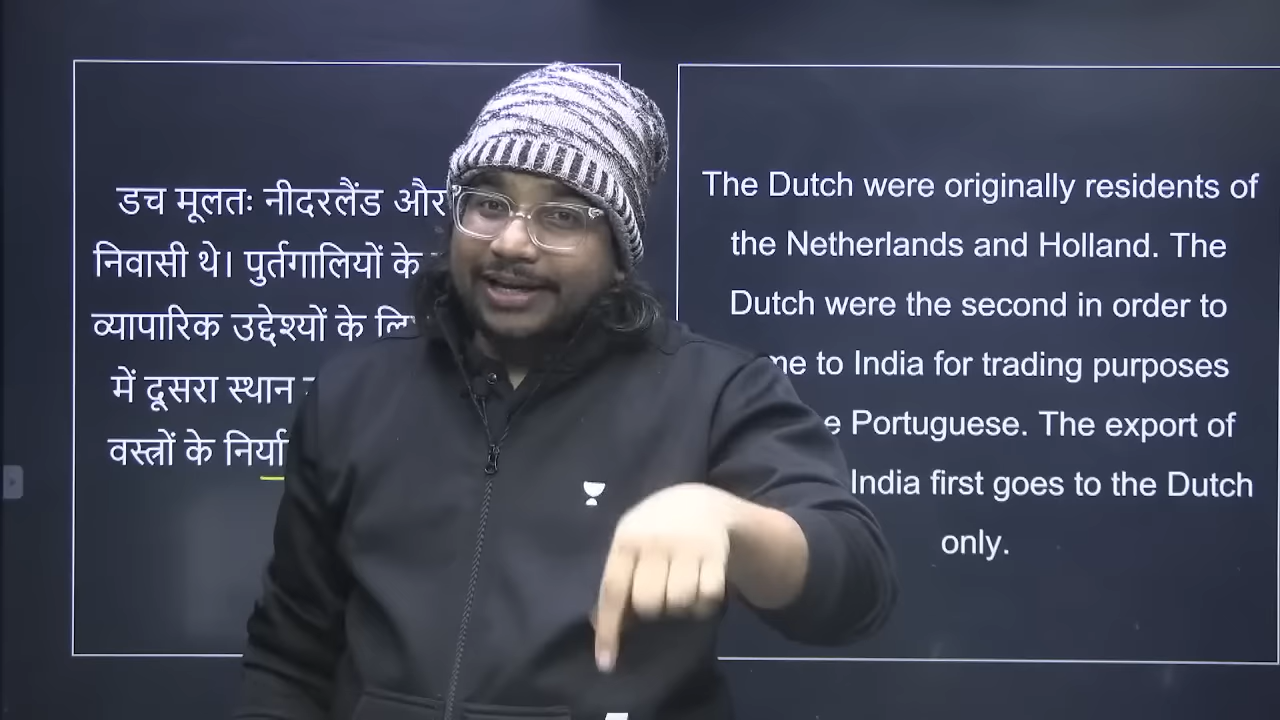 डच मूलतः नीदरलैंड और
निवासी थे। पुर्तगालियों के
व्यापारिक उद्देश्यों के
में दूसरा स्थान
वस्त्रों के
The Dutch were originally residents of
the Netherlands and Holland. The
Dutch were the second in order to
to India for trading purposes
Portuguese. The export of
India first goes to the Dutch
only.